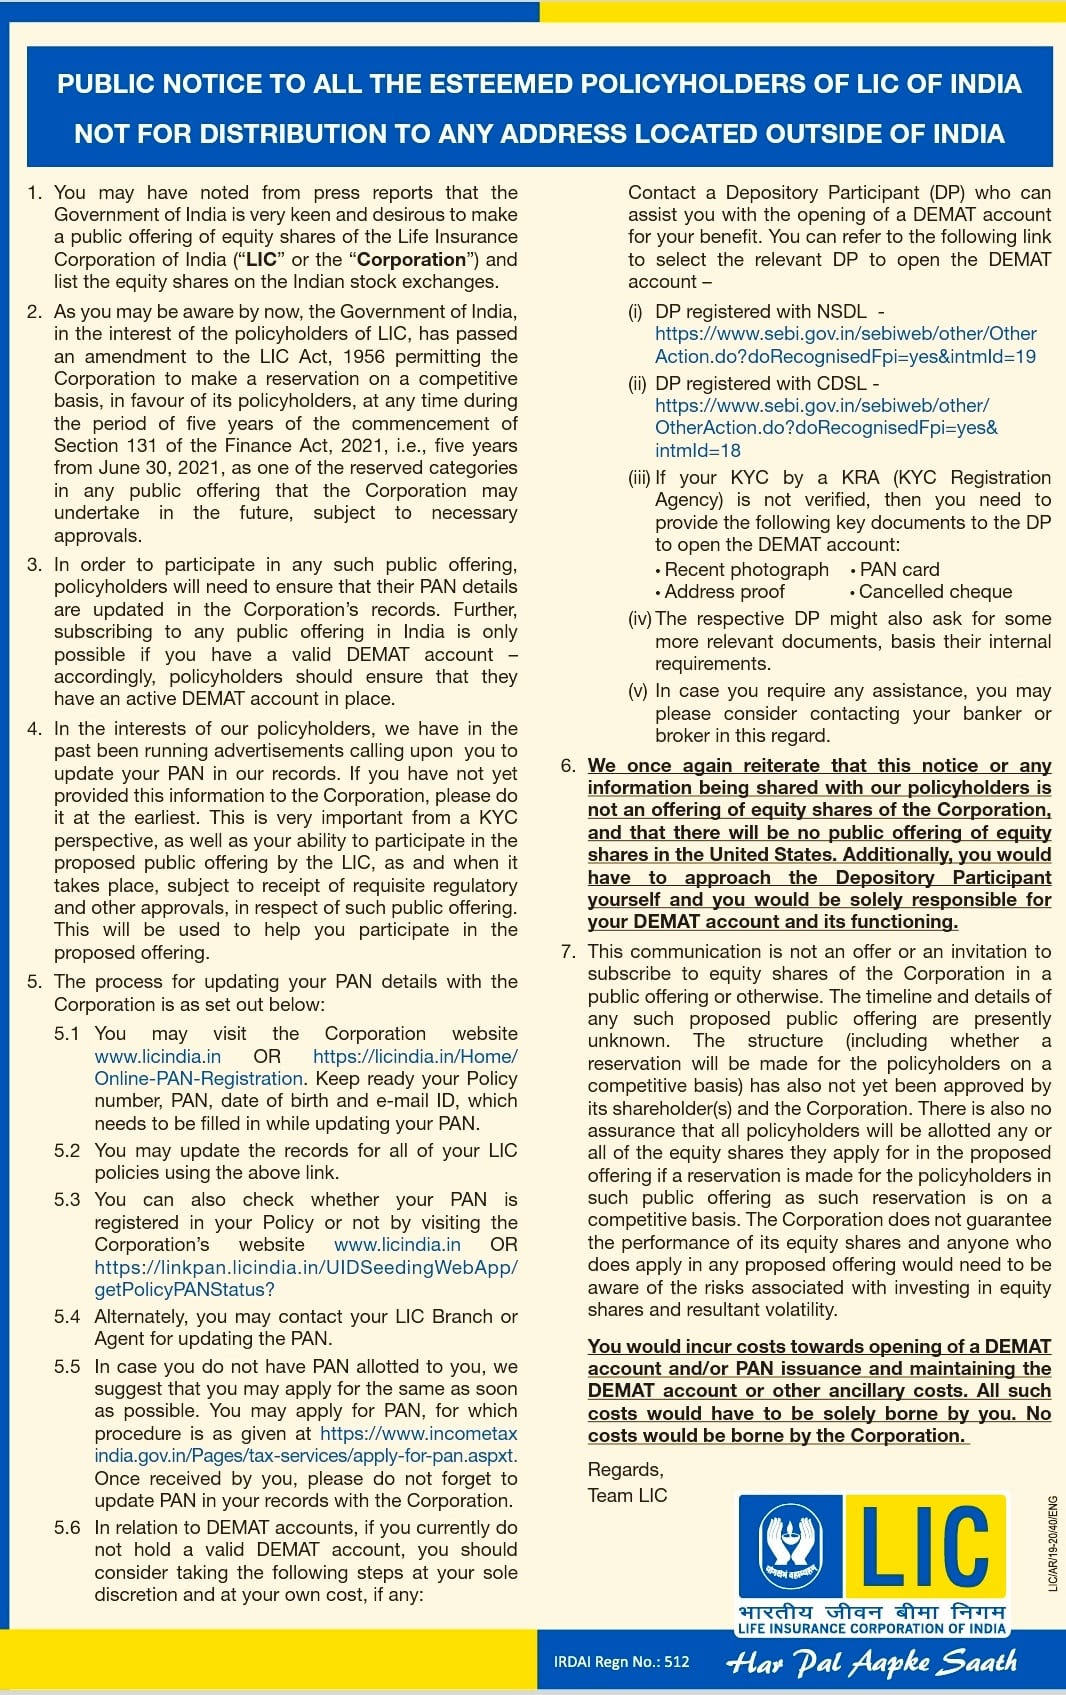 PUBLIC NOTICE TO ALL THE ESTEEMED POLICYHOLDERS OF LIC OF INDIA
NOT FOR DISTRIBUTION TO ANY ADDRESS LOCATED OUTSIDE OF INDIA
1. You may have noted from press reports that the
Government of India is very keen and desirous to make
a public offering of equity shares of the Life Insurance
Corporation of India (“LIC” or the “Corporation”) and
list the equity shares on the Indian stock exchanges.
2. As you may be aware by now, the Government of India,
in the interest of the policyholders of LIC, has passed
an amendment to the LIC Act, 1956 permitting the
Corporation to make a reservation on a competitive
basis, in favour of its policyholders, at any time during
the period of five years of the commencement of
Section 131 of the Finance Act, 2021, i.e., five years
from June 30, 2021, as one of the reserved categories
in any public offering that the Corporation may
undertake in the future, subject to necessary
approvals.
3. In order to participate in any such public offering,
policyholders will need to ensure that their PAN details
are updated in the Corporation’s records. Further,
subscribing to any public offering in India is only
possible if you have a valid DEMAT account –
accordingly, policyholders should ensure that they
have an active DEMAT account in place.
4. In the interests of our policyholders, we have in the
past been running advertisements calling upon you to
update your PAN in our records. If you have not yet
provided this information to the Corporation, please do
it at the earliest. This is very important from a KYC
perspective, as well as your ability to participate in the
proposed public offering by the LIC, as and when it
takes place, subject to receipt of requisite regulatory
and other approvals, in respect of such public offering.
This will be used to help you participate in the
proposed offering.
5. The process for updating your PAN details with the
Corporation is as set out below:
5.1 You may visit the Corporation website
www.licindia.in OR https://licindia.in/Home/
Online-PAN-Registration. Keep ready your Policy
number, PAN, date of birth and e-mail ID, which
needs to be filled in while updating your PAN.
5.2 You may update the records for all of your LIC
policies using the above link.
5.3 You can also check whether your PAN is
registered in your Policy or not by visiting the
Corporation’s website www.licindia.in OR
https://linkpan.licindia.in/UIDSeedingWebApp/
getPolicyPANStatus?
5.4 Alternately, you may contact your LIC Branch or
Agent for updating the PAN.
5.5 In case you do not have PAN allotted to you, we
suggest that you may apply for the same as soon
as possible. You may apply for PAN, for which
procedure is as given at https://www.incometax
india.gov.in/Pages/tax-services/apply-for-pan.aspxt.
Once received by you, please do not forget to
update PAN in your records with the Corporation.
5.6 In relation to DEMAT accounts, if you currently do
not hold a valid DEMAT account, you should
consider taking the following steps at your sole
discretion and at your own cost, if any:
Contact a Depository Participant (DP) who can
assist you with the opening of a DEMAT account
for your benefit. You can refer to the following link
to select the relevant DP to open the DEMAT
account –
(i) DP registered with NSDL -
https://www.sebi.gov.in/sebiweb/other/Other
Action.do?doRecognisedFpi=yes&intmId=19
(ii) DP registered with CDSL -
https://www.sebi.gov.in/sebiweb/other/
OtherAction.do?doRecognisedFpi=yes&
intmId=18
(iii) If your KYC by a KRA (KYC Registration
Agency) is not verified, then you need to
provide the following key documents to the DP
to open the DEMAT account:
• Recent photograph • PAN card
• Address proof • Cancelled cheque
(iv) The respective DP might also ask for some
more relevant documents, basis their internal
requirements.
(v) In case you require any assistance, you may
please consider contacting your banker or
broker in this regard.
6. We once again reiterate that this notice or any
information being shared with our policyholders is
not an offering of equity shares of the Corporation,
and that there will be no public offering of equity
shares in the United States. Additionally, you would
have to approach the Depository Participant
yourself and you would be solely responsible for
your DEMAT account and its functioning.
7. This communication is not an offer or an invitation to
subscribe to equity shares of the Corporation in a
public offering or otherwise. The timeline and details of
any such proposed public offering are presently
unknown. The structure (including whether a
reservation will be made for the policyholders on a
competitive basis) has also not yet been approved by
its shareholder(s) and the Corporation. There is also no
assurance that all policyholders will be allotted any or
all of the equity shares they apply for in the proposed
offering if a reservation is made for the policyholders in
such public offering as such reservation is on a
competitive basis. The Corporation does not guarantee
the performance of its equity shares and anyone who
does apply in any proposed offering would need to be
aware of the risks associated with investing in equity
shares and resultant volatility.
You would incur costs towards opening of a DEMAT
account and/or PAN issuance and maintaining the
DEMAT account or other ancillary costs. All such
costs would have to be solely borne by you. No
costs would be borne by the Corporation.
Regards,
Team LIC
LIC
भारतीय जीवन बीमा निगम
LIFE INSURANCE CORPORATION OF INDIA
LIC/AR/19-20/40/ENG
IRDAI Regn No.: 512
Har Pal Aapke Saath